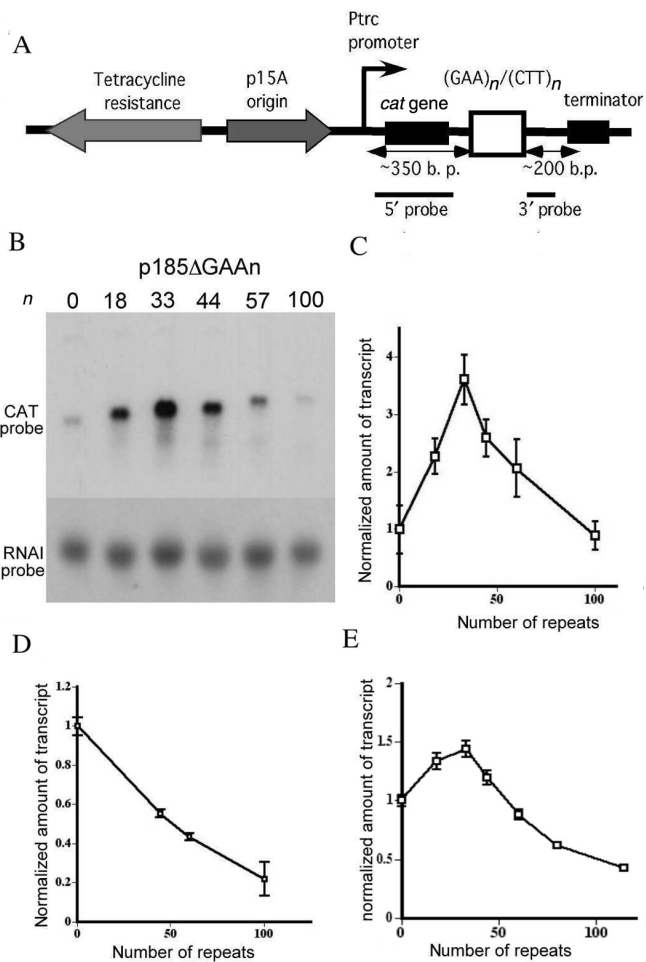 A
Ptrc
promoter
Tetracycline
resistance
p15A
origin
(GAA)n/(CTT)n
cat gene
terminator
~350 b. p.
~200 b.p.
5′ probe
3′ probe
B
p185ΔGAAn
n 0 18 33 44 57 100
CAT
probe
RNAI
probe
C
Normalized amount of transcript
4
3
2
1
0
0 50 100
Number of repeats
D
Normalized amount of transcript
1.2
1
0.8
0.6
0.4
0.2
0
0 50 100
Number of repeats
E
normalized amount of transcript
2
1.5
1
0.5
0
0 50 100
Number of repeats